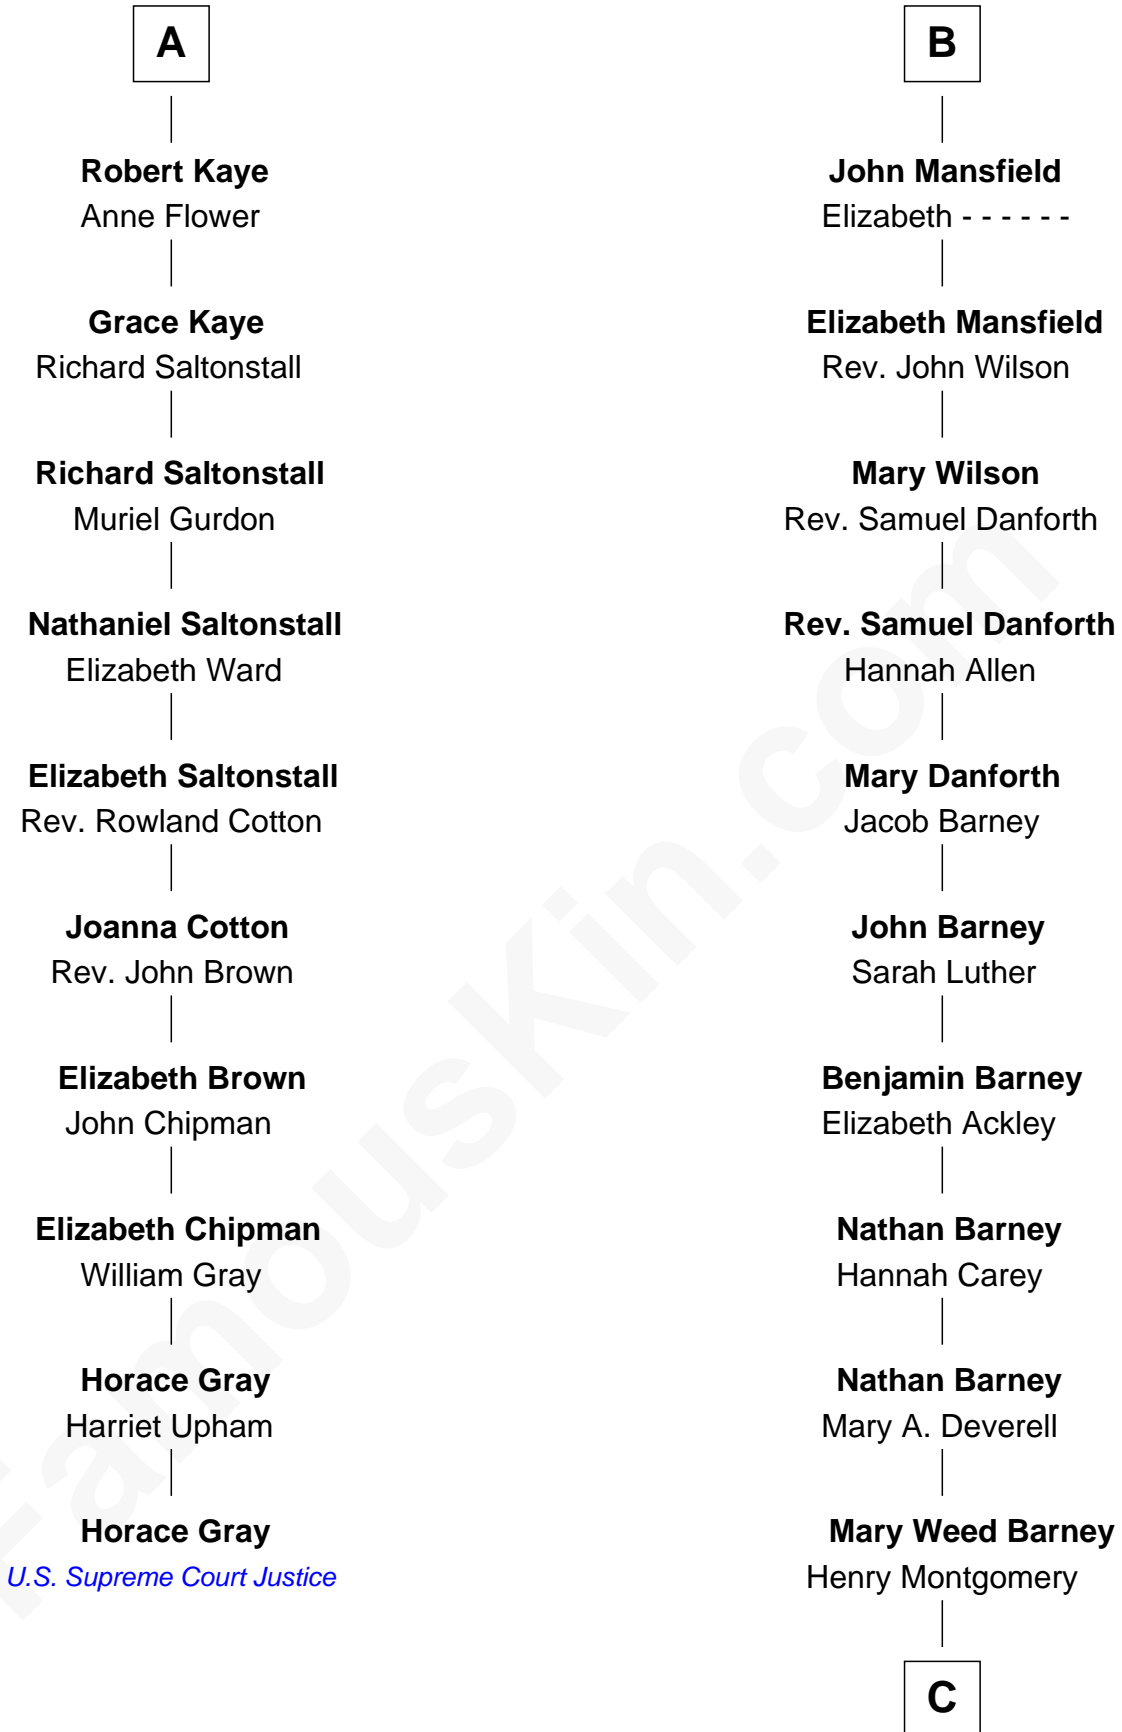 A
Robert Kaye
Anne Flower
Grace Kaye
Richard Saltonstall
Richard Saltonstall
Muriel Gurdon
Nathaniel Saltonstall
Elizabeth Ward
Elizabeth Saltonstall
Rev. Rowland Cotton
Joanna Cotton
Rev. John Brown
Elizabeth Brown
John Chipman
Elizabeth Chipman
William Gray
Horace Gray
Harriet Upham
Horace Gray
U.S. Supreme Court Justice
B
John Mansfield
Elizabeth - - - - - -
Elizabeth Mansfield
Rev. John Wilson
Mary Wilson
Rev. Samuel Danforth
Rev. Samuel Danforth
Hannah Allen
Mary Danforth
Jacob Barney
John Barney
Sarah Luther
Benjamin Barney
Elizabeth Ackley
Nathan Barney
Hannah Carey
Nathan Barney
Mary A. Deverell
Mary Weed Barney
Henry Montgomery
C
FamousKin.com